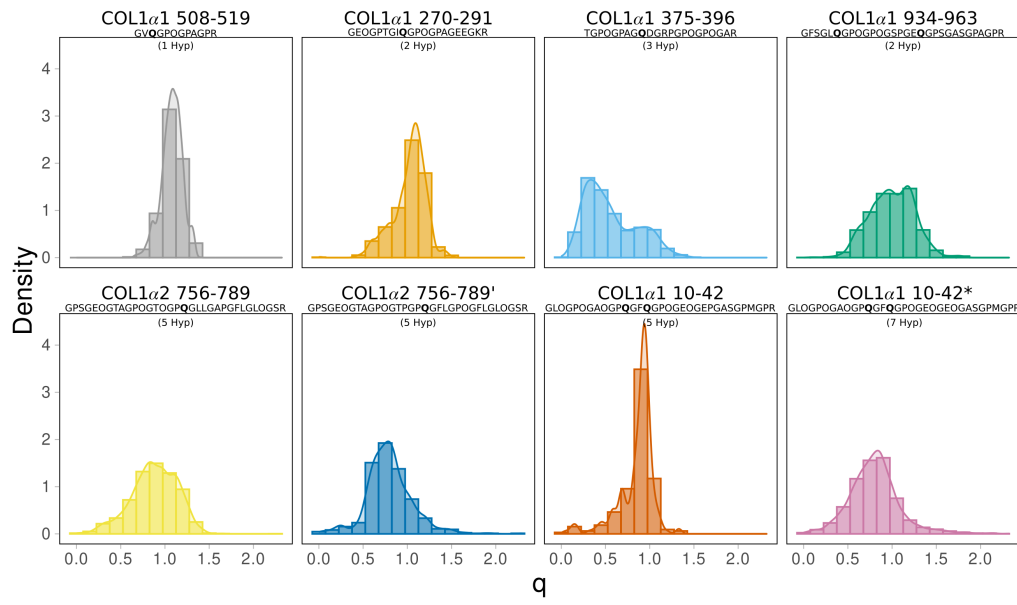 COL1α1 508-519
GVQGPOGPAGPR
(1 Hyp)
COL1α1 270-291
GEOGPTGIQGPOGPAGEEGKR
(2 Hyp)
COL1α1 375-396
TGPOGPAGQDGRPGPOGPOGAR
(3 Hyp)
COL1α1 934-963
GFSGLQGPOGPOGSPGEQGPSGASGPAGPR
(2 Hyp)
4
3
2
1
0
COL1α2 756-789
GPSGEOGTAGPOGTOGPQGLLGAPGFLGLOGSR
(5 Hyp)
COL1α2 756-789'
GPSGEOGTAPOGTPGPQGFLGPOGFLGLOGSR
(5 Hyp)
COL1α1 10-42
GLOGPOGAOGPQGFQGPOGEOGEPGASGPMGPR
(5 Hyp)
COL1α1 10-42*
GLOGPOGAOGPQGFQGPOGEOGEOGASGPMGPR
(7 Hyp)
4
3
2
1
0
0.0 0.5 1.0 1.5 2.0
0.0 0.5 1.0 1.5 2.0
0.0 0.5 1.0 1.5 2.0
0.0 0.5 1.0 1.5 2.0
Density
q